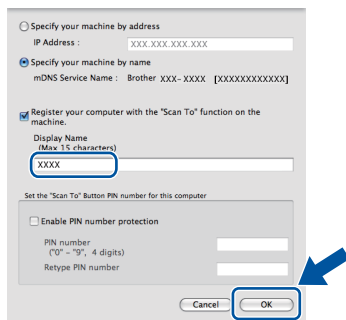 Specify your machine by address
IP Address : XXX.XXX.XXX.XXX
Specify your machine by name
mDNS Service Name : Brother XXX-XXXX [XXXXXXXXXXXX]
Register your computer with the "Scan To" function on the
machine.
Display Name
(Max 15 characters)
XXXX
Set the "Scan To" Button PIN number for this computer
Enable PIN number protection
PIN number
("0" – "9", 4 digits)
Retype PIN number
Cancel OK